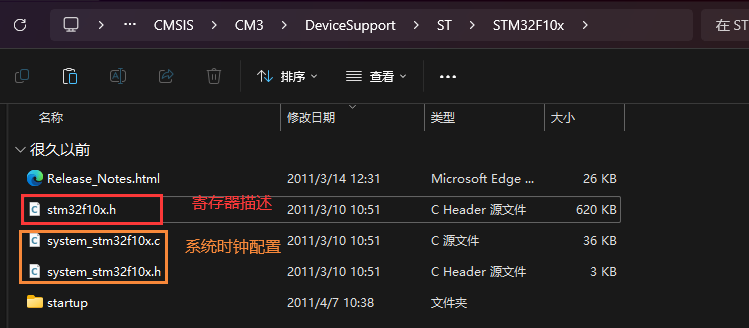 … CMSIS > CM3 > DeviceSupport > ST > STM32F10x > 在 ST
排序 查看 •••
名称 修改日期 类型 大小
很久以前
Release_Notes.html 2011/3/14 12:31 Microsoft Edge ... 26 KB
stm32f10x.h 寄存器描述 2011/3/10 10:51 C Header 源文件 620 KB
system_stm32f10x.c 系统时钟配置 2011/3/10 10:51 C 源文件 36 KB
system_stm32f10x.h 2011/3/10 10:51 C Header 源文件 3 KB
startup 2011/4/7 10:38 文件夹